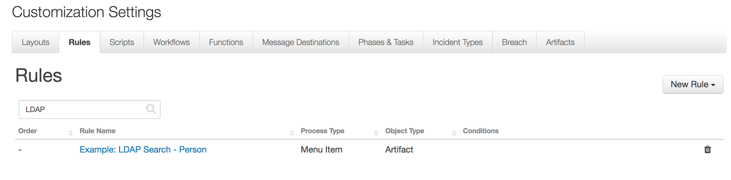 Customization Settings
Layouts Rules Scripts Workflows Functions Message Destinations Phases & Tasks Incident Types Breach Artifacts
Rules
New Rule
LDAP
Order Rule Name Process Type Object Type Conditions
- Example: LDAP Search - Person Menu Item Artifact